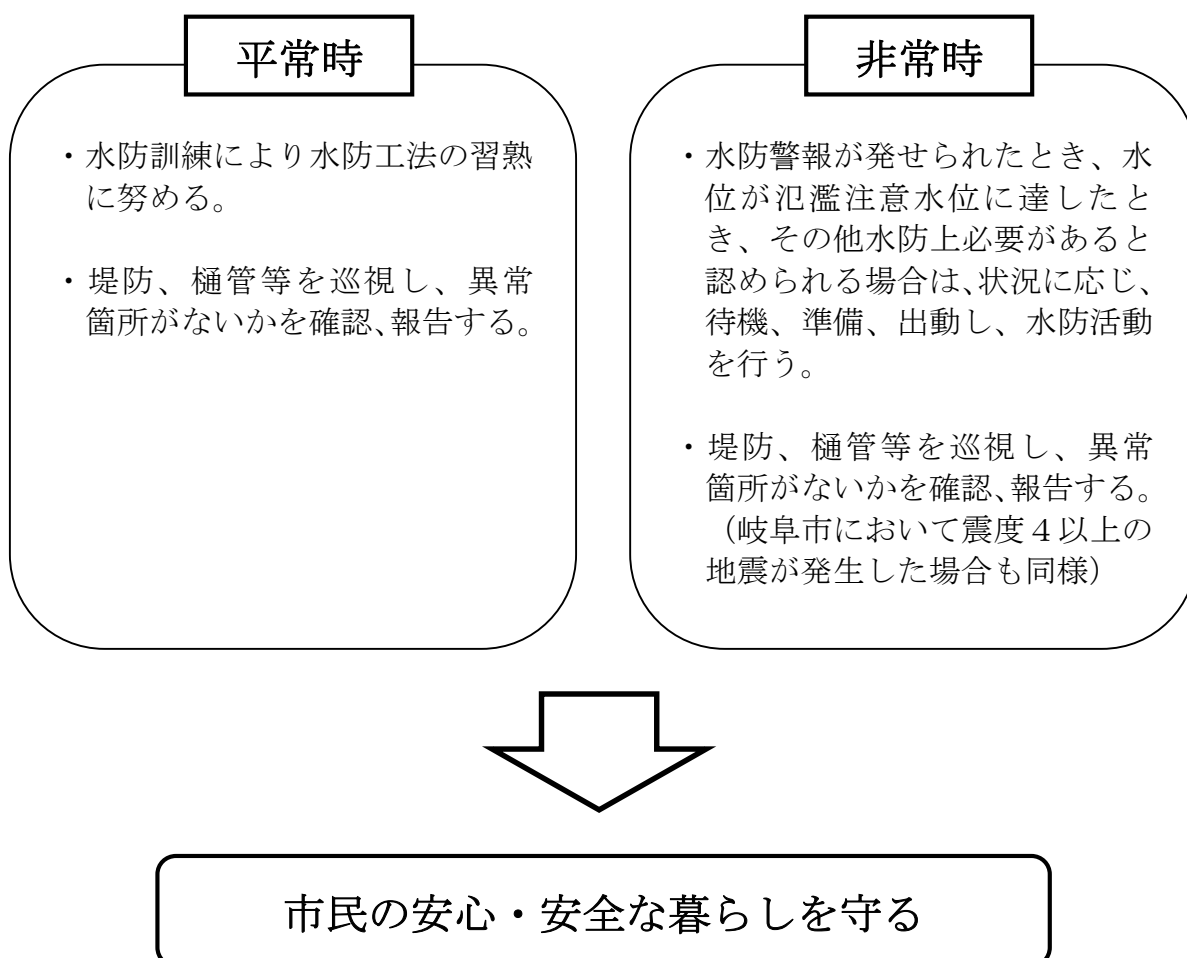 平常時
・水防訓練により水防工法の習熟
に努める。
・堤防、樋管等を巡視し、異常
箇所がないかを確認、報告する。
非常時
・水防警報が発せられたとき、水
位が氾濫注意水位に達したと
き、その他水防上必要があると
認められる場合は、状況に応じ、
待機、準備、出動し、水防活動
を行う。
・堤防、樋管等を巡視し、異常
箇所がないかを確認、報告する。
（岐阜市において震度４以上の
地震が発生した場合も同様）
市民の安心・安全な暮らしを守る